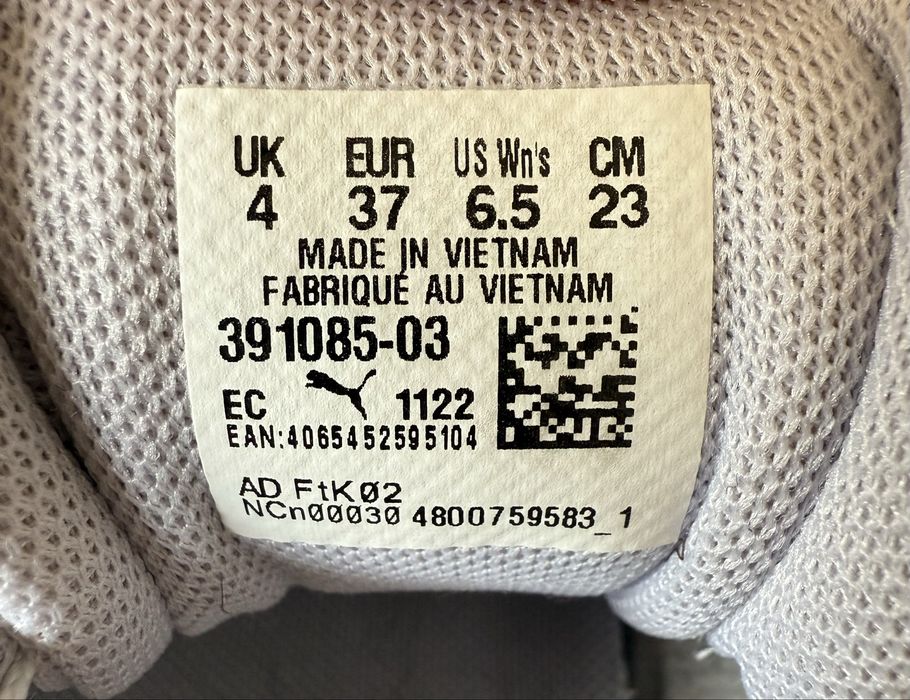 UK EUR US Wn's CM
4 37 6.5 23
MADE IN VIETNAM
FABRIQUÉ AU VIETNAM
391085-03
EC 1122
EAN:4065452595104
AD FtK02
NCn00030 4800759583_1